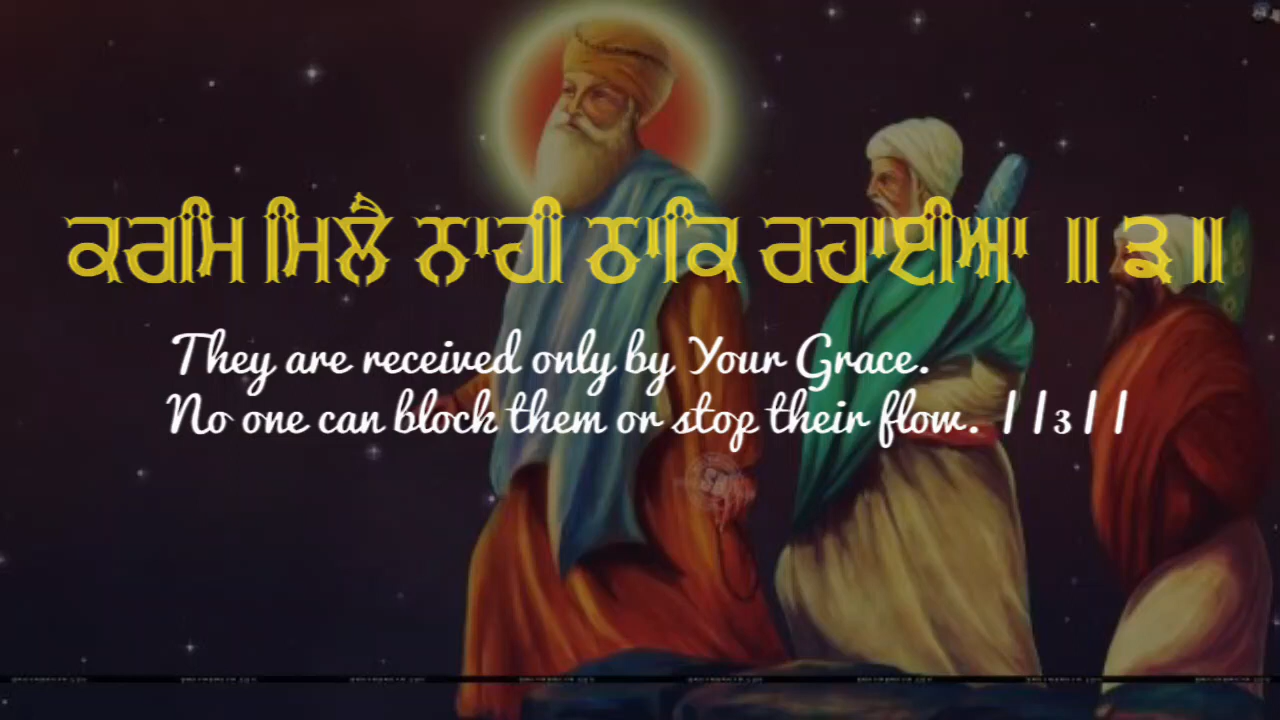 ਕਰਮਿ ਮਿਲੈ ਨਾਹੀ ਠਾਕਿ ਰਹਾਈਆ ॥੩॥
They are received only by Your Grace.
No one can block them or stop their flow. ||3||